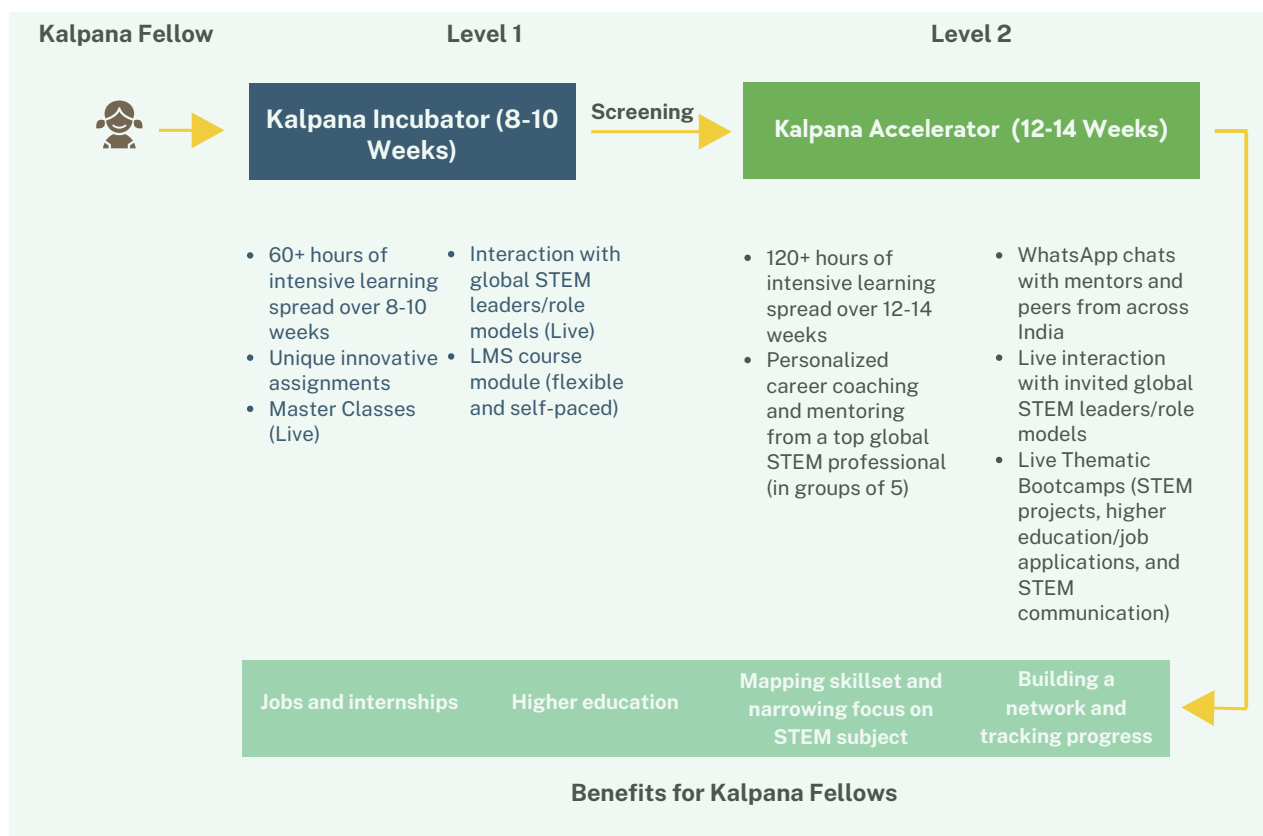 Kalpana Fellow
Level 1
Level 2
Kalpana Incubator (8-10
Weeks)
Screening
Kalpana Accelerator (12-14 Weeks)
• 60+ hours of
intensive learning
spread over 8-10
weeks
• Unique innovative
assignments
• Master Classes
(Live)
• Interaction with
global STEM
leaders/role
models (Live)
• LMS course
module (flexible
and self-paced)
• 120+ hours of
intensive learning
spread over 12-14
weeks
• Personalized
career coaching
and mentoring
from a top global
STEM professional
(in groups of 5)
• WhatsApp chats
with mentors and
peers from across
India
• Live interaction
with invited global
STEM leaders/role
models
• Live Thematic
Bootcamps (STEM
projects, higher
education/job
applications, and
STEM
communication)
Jobs and internships
Higher education
Mapping skillset and
narrowing focus on
STEM subject
Building a
network and
tracking progress
Benefits for Kalpana Fellows